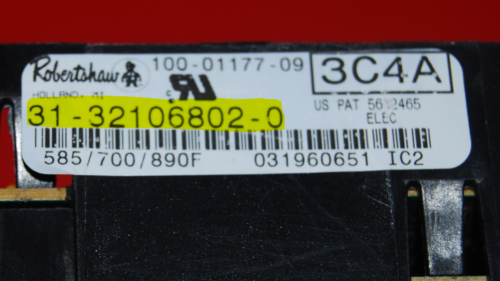 Robertshaw 100-01177-09 3C4A
HOLLAND, MI
31-32106802-0 US PAT
ELEC
585/700/890F 031960651 IC2